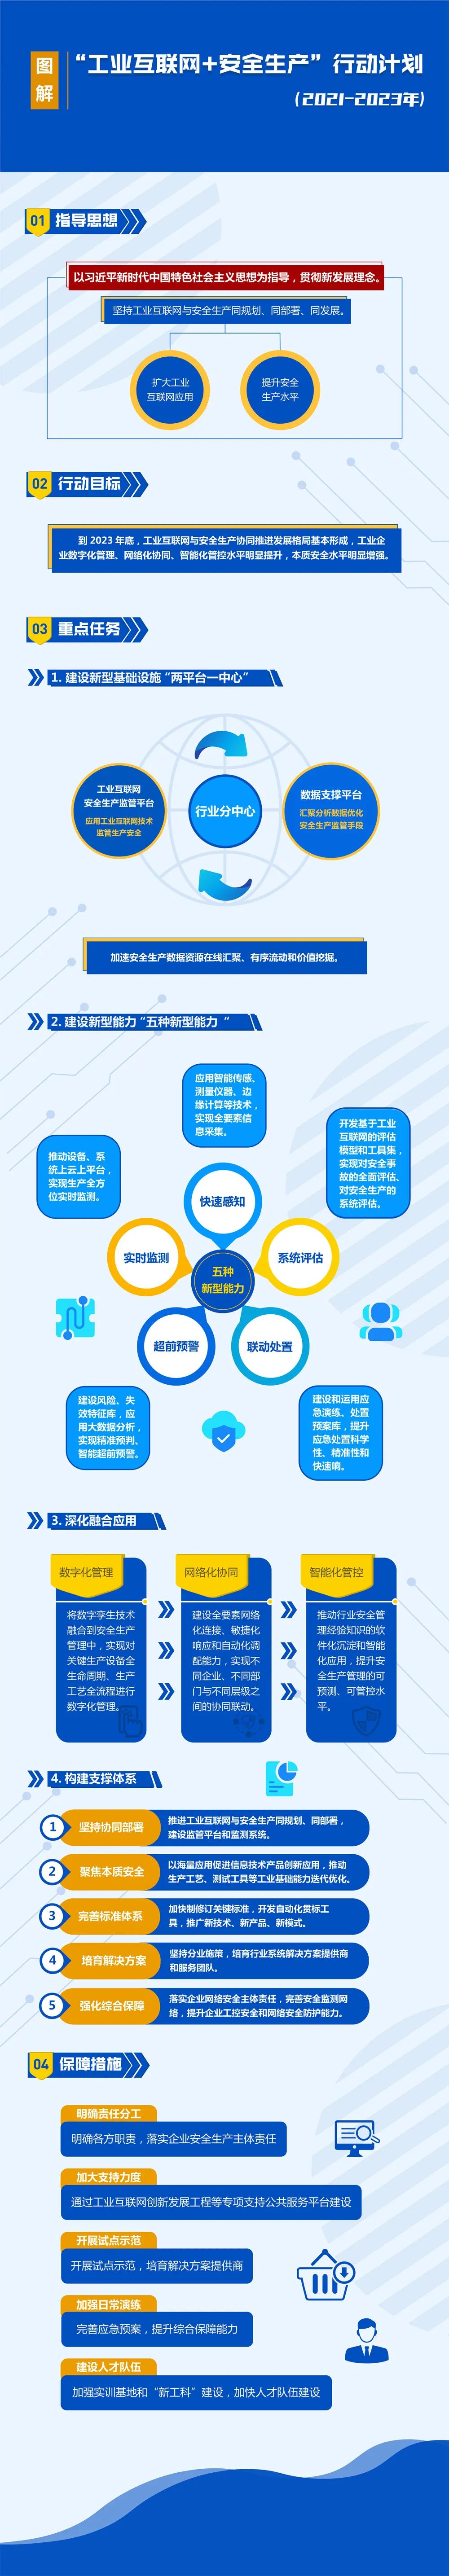 图
解
“工业互联网+安全生产”行动计划
（2021-2023年）
01 指导思想
以习近平新时代中国特色社会主义思想为指导，贯彻新发展理念。
坚持工业互联网与安全生产同规划、同部署、同发展。
扩大工业
互联网应用
提升安全
生产水平
02 行动目标
到 2023 年底，工业互联网与安全生产协同推进发展格局基本形成，工业企
业数字化管理、网络化协同、智能化管控水平明显提升，本质安全水平明显增强。
03 重点任务
1. 建设新型基础设施“两平台一中心”
工业互联网
安全生产监管平台
应用工业互联网技术
监管生产安全
行业分中心
数据支撑平台
汇聚分析数据优化
安全生产监管手段
加速安全生产数据资源在线汇聚、有序流动和价值挖掘。
2. 建设新型能力“五种新型能力 “
应用智能传感、
测量仪器、边
缘计算等技术，
实现全要素信
息采集。
推动设备、系
统上云上平台，
实现生产全方
位实时监测。
开发基于工业
互联网的评估
模型和工具集，
实现对安全事
故的全面评估、
对安全生产的
系统评估。
快速感知
实时监测
系统评估
五种
新型能力
超前预警
联动处置
建设风险、失
效特征库，应
用大数据分析，
实现精准预判、
智能超前预警。
建设和运用应
急演练、处置
预案库，提升
应急处置科学
性、精准性和
快速响。
3. 深化融合应用
数字化管理
将数字孪生技术
融合到安全生产
管理中，实现对
关键生产设备全
生命周期、生产
工艺全流程进行
数字化管理。
网络化协同
建设全要素网络
化连接、敏捷化
响应和自动化调
配能力，实现不
同企业、不同部
门与不同层级之
间的协同联动。
智能化管控
推动行业安全管
理经验知识的软
件化沉淀和智能
化应用，提升安
全生产管理的可
预测、可管控水
平。
4. 构建支撑体系
1 坚持协同部署
推进工业互联网与安全生产同规划、同部署，
建设监管平台和监测系统。
2 聚焦本质安全
以海量应用促进信息技术产品创新应用，推动
生产工艺、测试工具等工业基础能力迭代优化。
3 完善标准体系
加快制修订关键标准，开发自动化贯标工
具，推广新技术、新产品、新模式。
4 培育解决方案
坚持分业施策，培育行业系统解决方案提供商
和服务团队。
5 强化综合保障
落实企业网络安全主体责任，完善安全监测网
络，提升企业工控安全和网络安全防护能力。
04 保障措施
明确责任分工
明确各方职责，落实企业安全生产主体责任
加大支持力度
通过工业互联网创新发展工程等专项支持公共服务平台建设
开展试点示范
开展试点示范，培育解决方案提供商
加强日常演练
完善应急预案，提升综合保障能力
建设人才队伍
加强实训基地和“新工科”建设，加快人才队伍建设